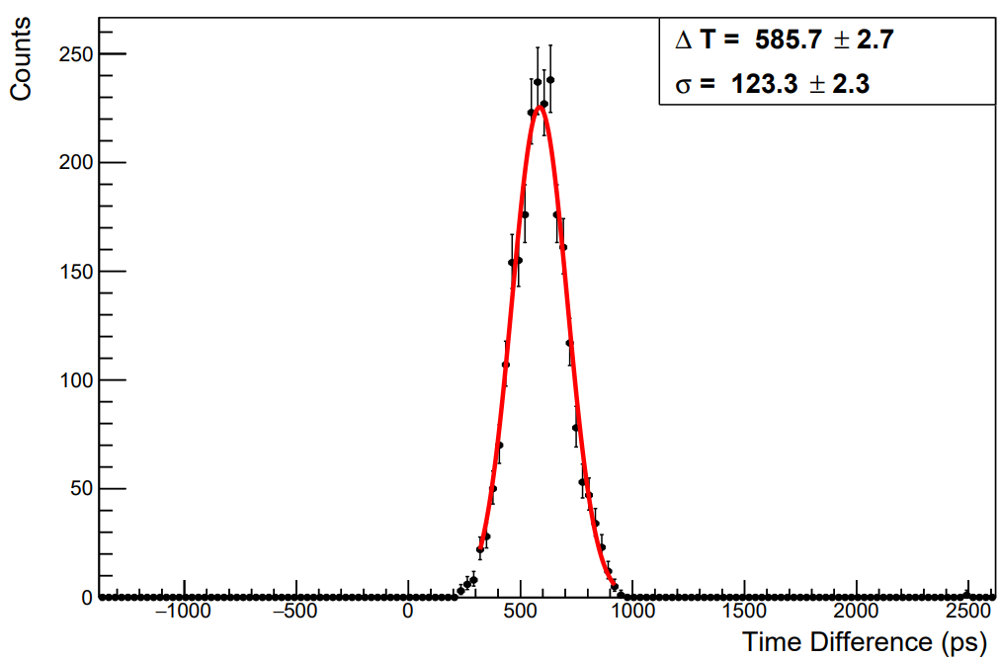 Counts
Δ T = 585.7 ± 2.7
σ = 123.3 ± 2.3
250
200
150
100
50
0
−1000 −500 0 500 1000 1500 2000 2500
Time Difference (ps)